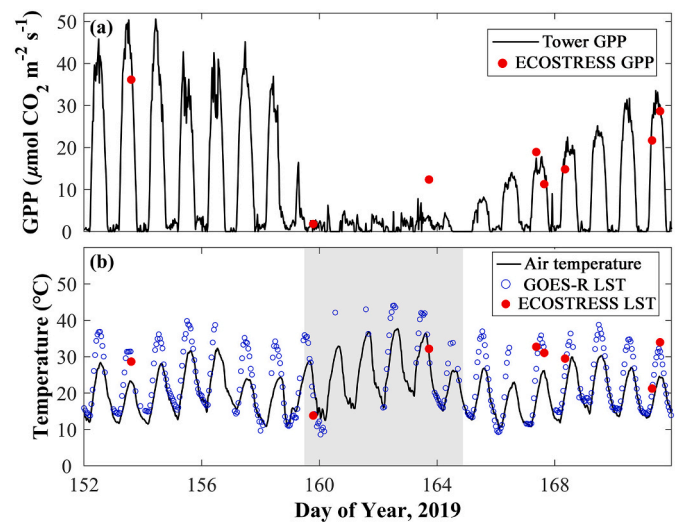 (a)
Tower GPP
ECOSTRESS GPP
GPP (μmol CO2 m−2 s−1)
50
40
30
20
10
0
(b)
Air temperature
GOES-R LST
ECOSTRESS LST
Temperature (°C)
60
50
40
30
20
10
0
152
156
160
164
168
Day of Year, 2019